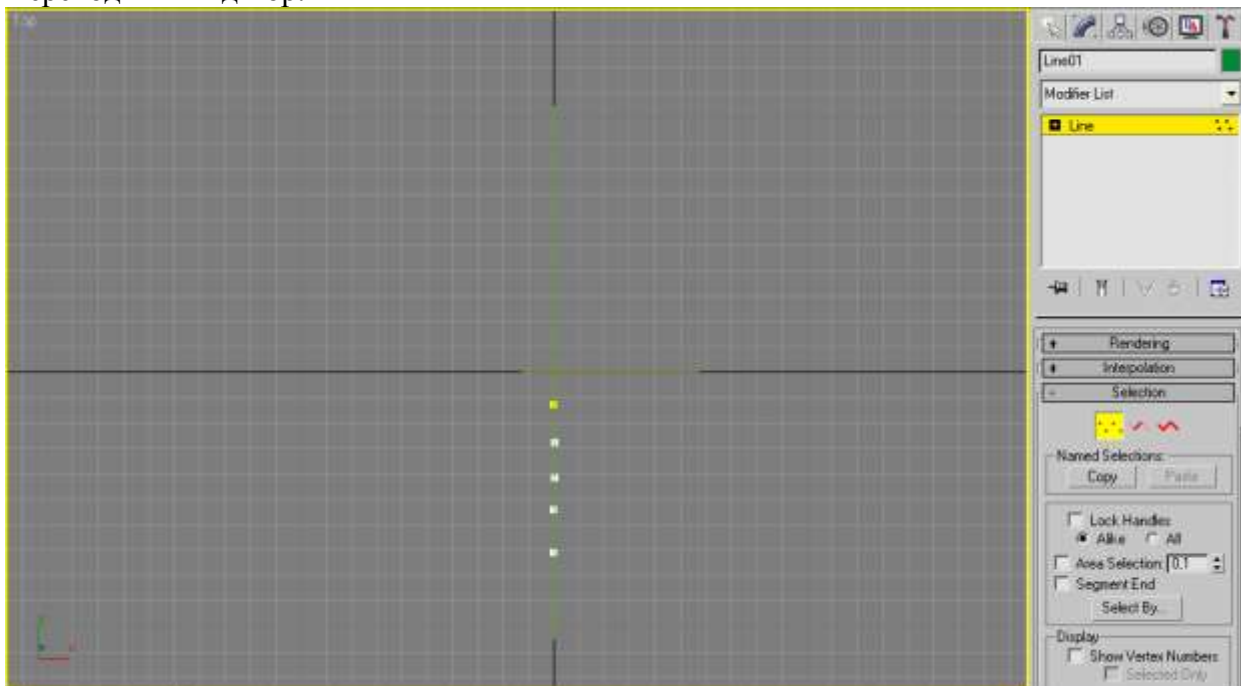 Top
Line01
Modifier List
Line
Rendering
Interpolation
Selection
Named Selections:
Copy Paste
Lock Handles
Alike All
Area Selection: 0.1
Segment End
Select By...
Display
Show Vertex Numbers
Selected Only